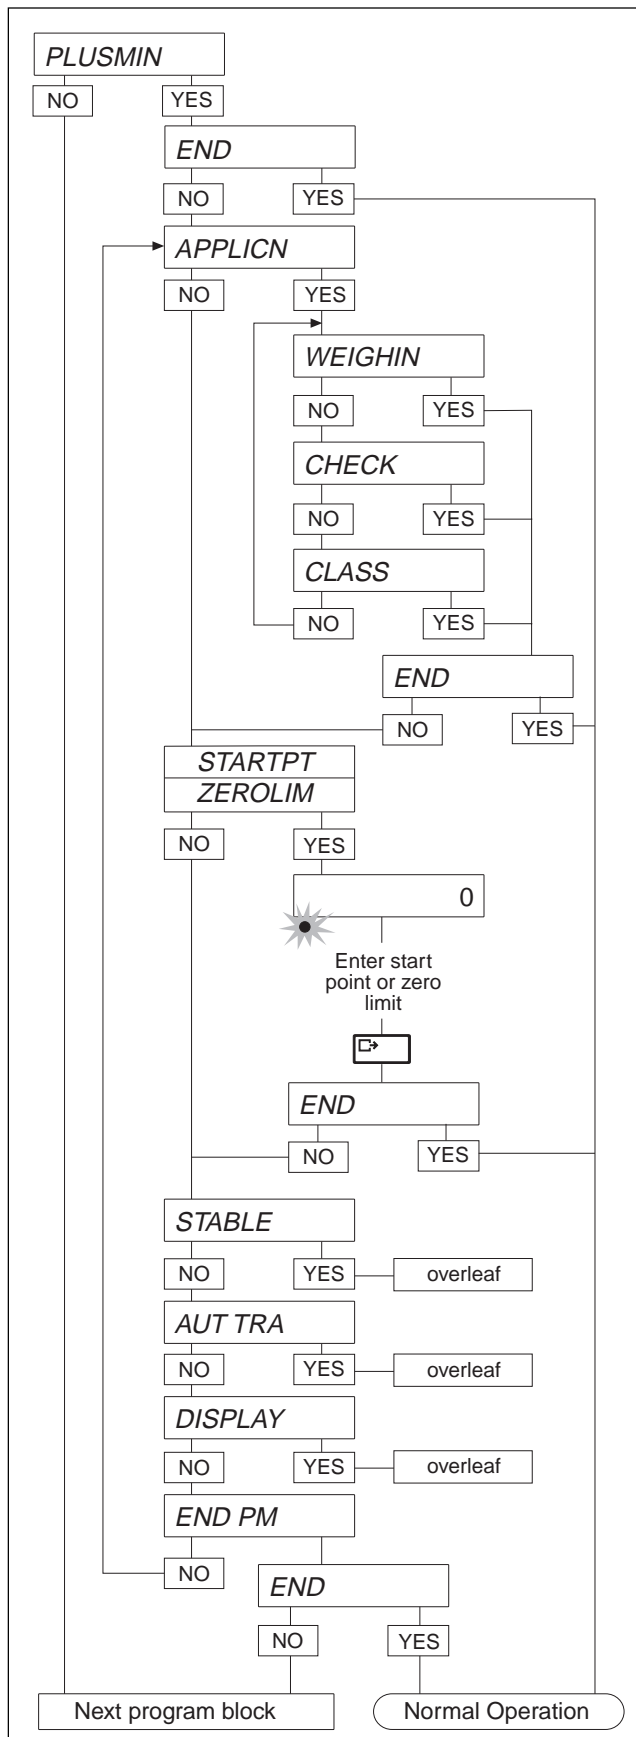 PLUSMIN
NO YES
END
NO YES
APPLICN
NO YES
WEIGHIN
NO YES
CHECK
NO YES
CLASS
NO YES
END
NO YES
STARTPT
ZEROLIM
NO YES
0
Enter start
point or zero
limit
END
NO YES
STABLE
NO YES overleaf
AUT TRA
NO YES overleaf
DISPLAY
NO YES overleaf
END PM
NO
END
NO YES
Next program block Normal Operation